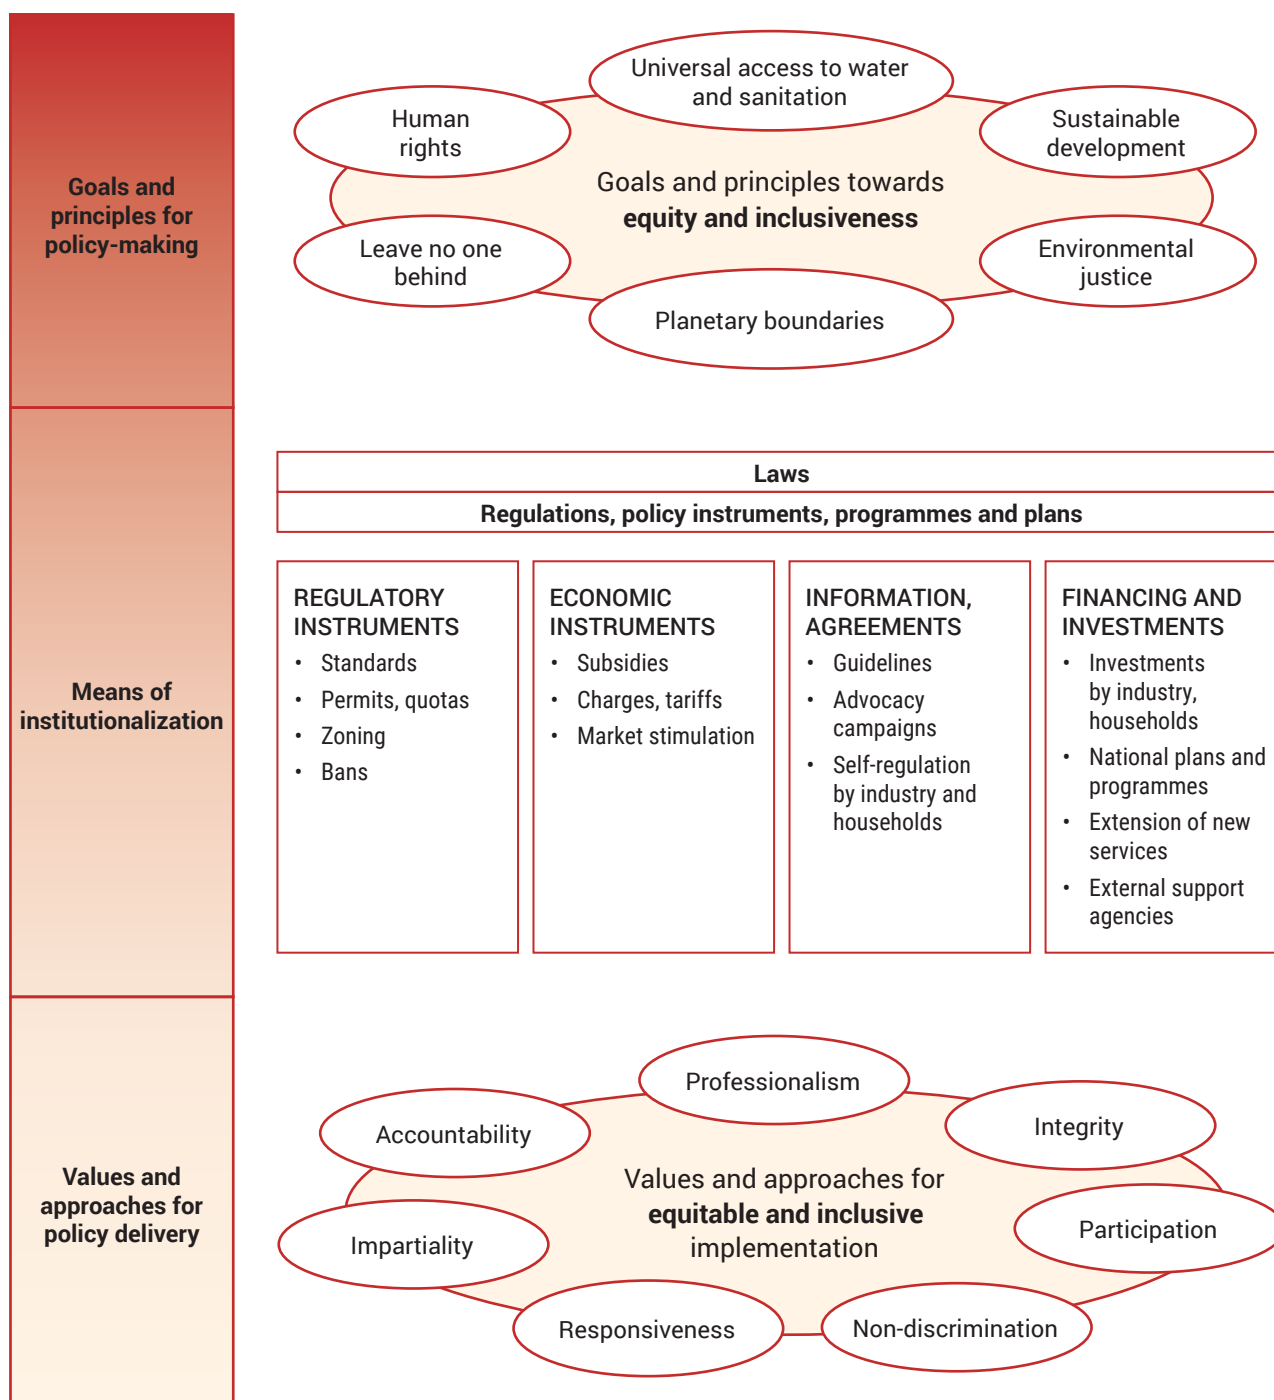 Goals and
principles for
policy-making
Universal access to water
and sanitation
Human
rights
Sustainable
development
Goals and principles towards
equity and inclusiveness
Leave no one
behind
Environmental
justice
Planetary boundaries
Means of
institutionalization
Laws
Regulations, policy instruments, programmes and plans
REGULATORY
INSTRUMENTS
• Standards
• Permits, quotas
• Zoning
• Bans
ECONOMIC
INSTRUMENTS
• Subsidies
• Charges, tariffs
• Market stimulation
INFORMATION,
AGREEMENTS
• Guidelines
• Advocacy
campaigns
• Self-regulation
by industry and
households
FINANCING AND
INVESTMENTS
• Investments
by industry,
households
• National plans and
programmes
• Extension of new
services
• External support
agencies
Values and
approaches for
policy delivery
Professionalism
Accountability
Integrity
Values and approaches for
equitable and inclusive
implementation
Impartiality
Participation
Responsiveness
Non-discrimination